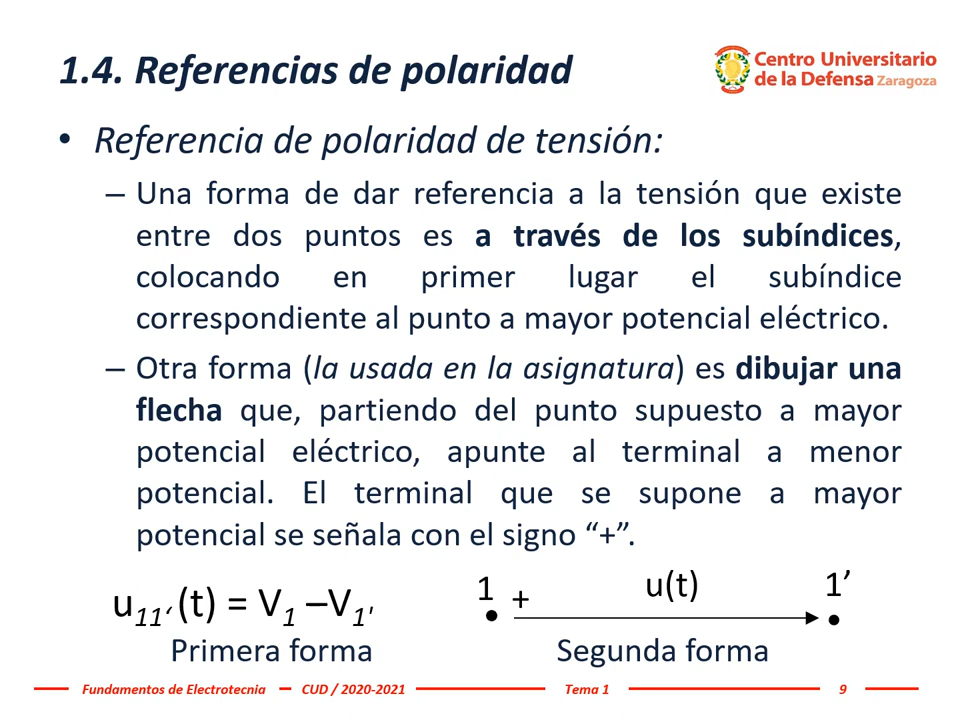 1.4. Referencias de polaridad
Centro Universitario
de la Defensa Zaragoza
• Referencia de polaridad de tensión:
– Una forma de dar referencia a la tensión que existe
entre dos puntos es a través de los subíndices,
colocando en primer lugar el subíndice
correspondiente al punto a mayor potencial eléctrico.
– Otra forma (la usada en la asignatura) es dibujar una
flecha que, partiendo del punto supuesto a mayor
potencial eléctrico, apunte al terminal a menor
potencial. El terminal que se supone a mayor
potencial se señala con el signo “+”.
u11‘ (t) = V1 –V1'
1 + u(t) 1’
Primera forma
Segunda forma
Fundamentos de Electrotecnia CUD / 2020-2021 Tema 1 9